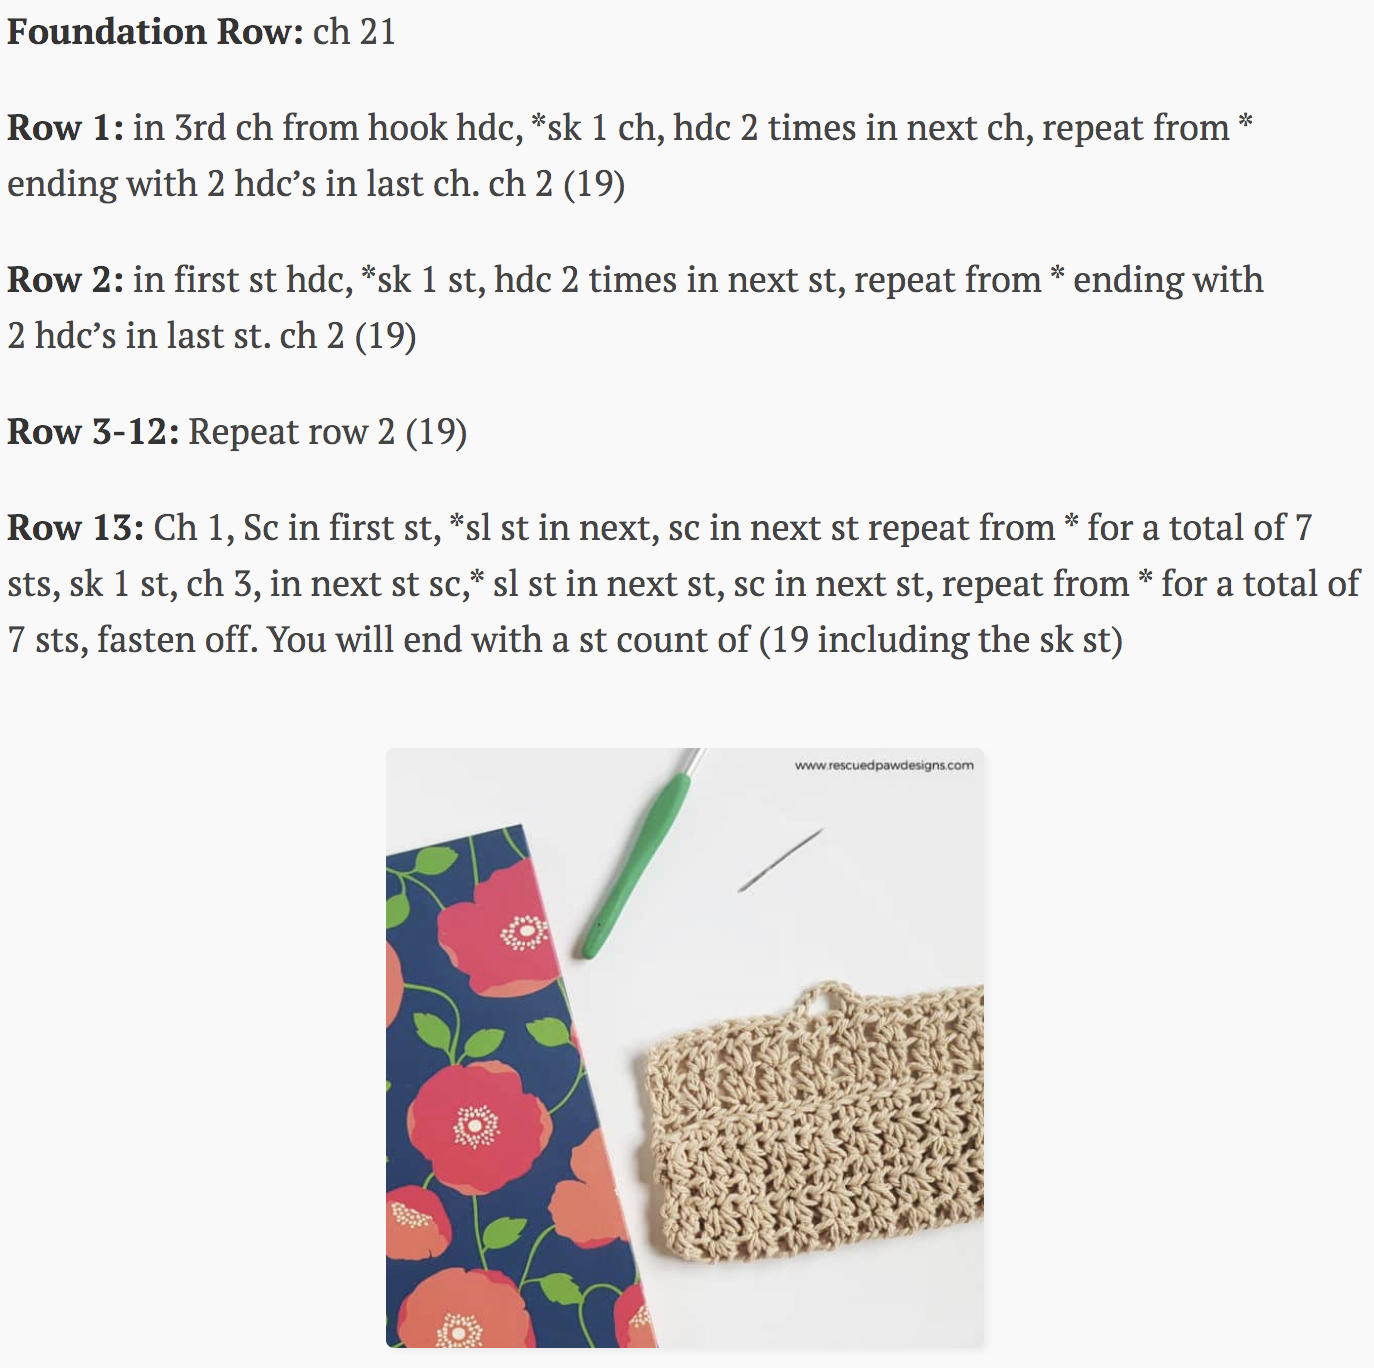 Foundation Row: ch 21
Row 1: in 3rd ch from hook hdc, *sk 1 ch, hdc 2 times in next ch, repeat from *
ending with 2 hdc’s in last ch. ch 2 (19)
Row 2: in first st hdc, *sk 1 st, hdc 2 times in next st, repeat from * ending with
2 hdc’s in last st. ch 2 (19)
Row 3-12: Repeat row 2 (19)
Row 13: Ch 1, Sc in first st, *sl st in next, sc in next st repeat from * for a total of 7
sts, sk 1 st, ch 3, in next st sc,* sl st in next st, sc in next st, repeat from * for a total of
7 sts, fasten off. You will end with a st count of (19 including the sk st)
www.rescuedpawdesigns.com